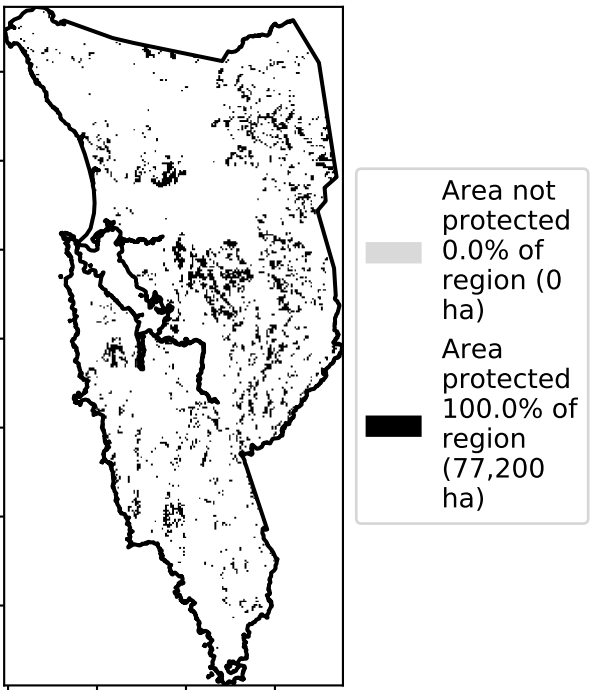 Area not
protected
0.0% of
region (0
ha)
Area
protected
100.0% of
region
(77,200
ha)